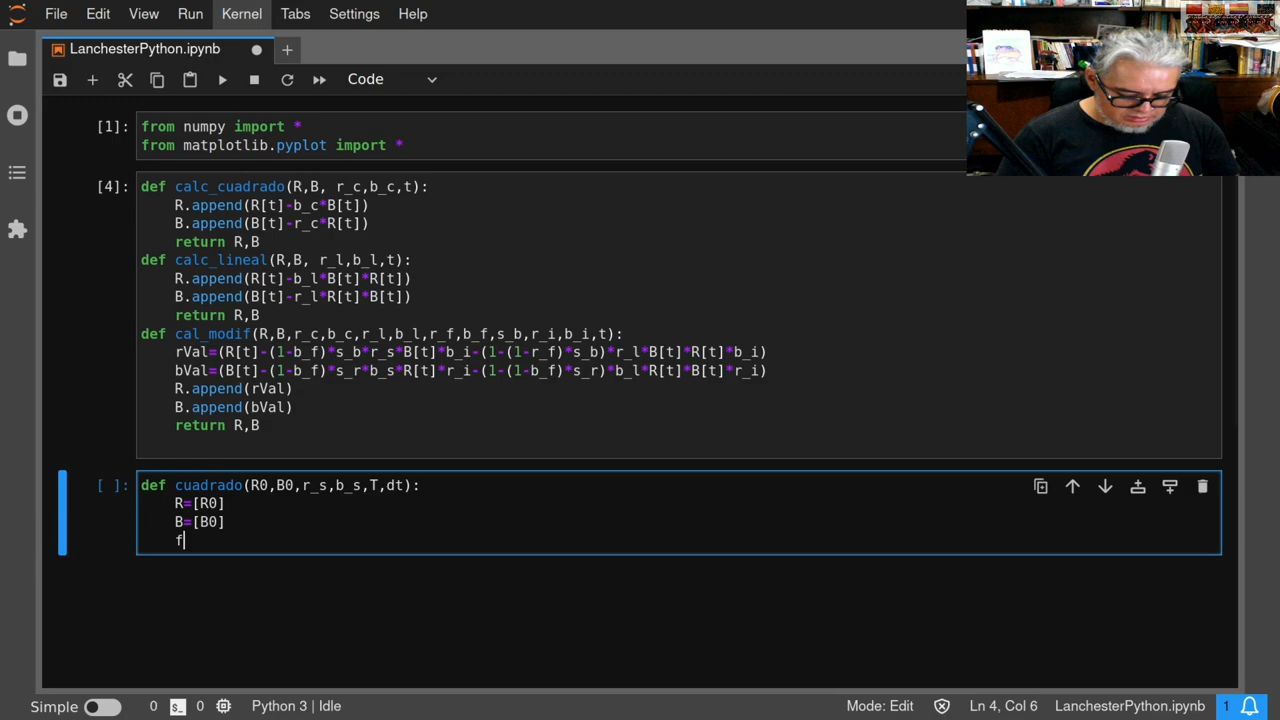 File Edit View Run Kernel Tabs Settings Help
LanchesterPython.ipynb
Code
[1]: from numpy import *
from matplotlib.pyplot import *
[4]: def calc_cuadrado(R,B, r_c,b_c,t):
R.append(R[t]-b_c*B[t])
B.append(B[t]-r_c*R[t])
return R,B
def calc_lineal(R,B, r_l,b_l,t):
R.append(R[t]-b_l*B[t]*R[t])
B.append(B[t]-r_l*R[t]*B[t])
return R,B
def cal_modif(R,B,r_c,b_c,r_l,b_l,r_f,b_f,s_b,r_i,b_i,t):
rVal=(R[t]-(1-b_f)*s_b*r_s*B[t]*b_i-(1-(1-r_f)*s_b)*r_l*B[t]*R[t]*b_i)
bVal=(B[t]-(1-b_f)*s_r*b_s*R[t]*r_i-(1-(1-b_f)*s_r)*b_l*R[t]*B[t]*r_i)
R.append(rVal)
B.append(bVal)
return R,B
[ ]: def cuadrado(R0,B0,r_s,b_s,T,dt):
R=[R0]
B=[B0]
f
Simple 0 $_ 0 Python 3 | Idle Mode: Edit Ln 4, Col 6 LanchesterPython.ipynb 1